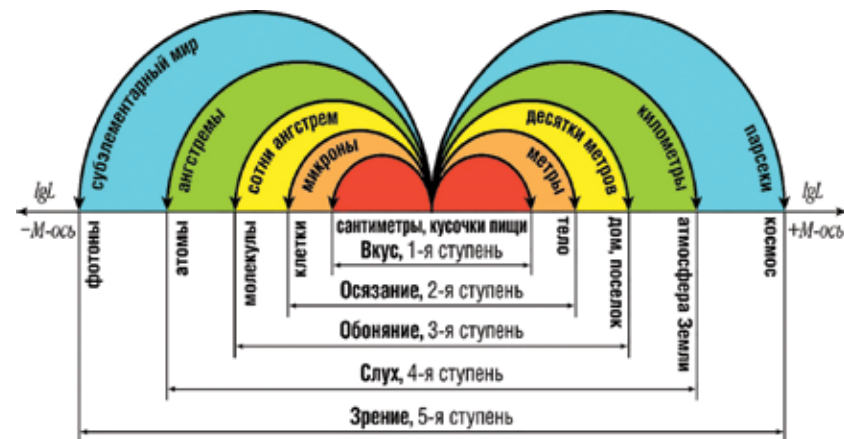 субэлементарный мир
ангстремы
сотни ангстрем
микроны
метры
десятки метров
километры
парсеки
lgL
lgL
–М-ось
+М-ось
фотоны
атомы
молекулы
клетки
сантиметры, кусочки пищи
тело
дом, поселок
атмосфера Земли
космос
Вкус, 1-я ступень
Осязание, 2-я ступень
Обоняние, 3-я ступень
Слух, 4-я ступень
Зрение, 5-я ступень